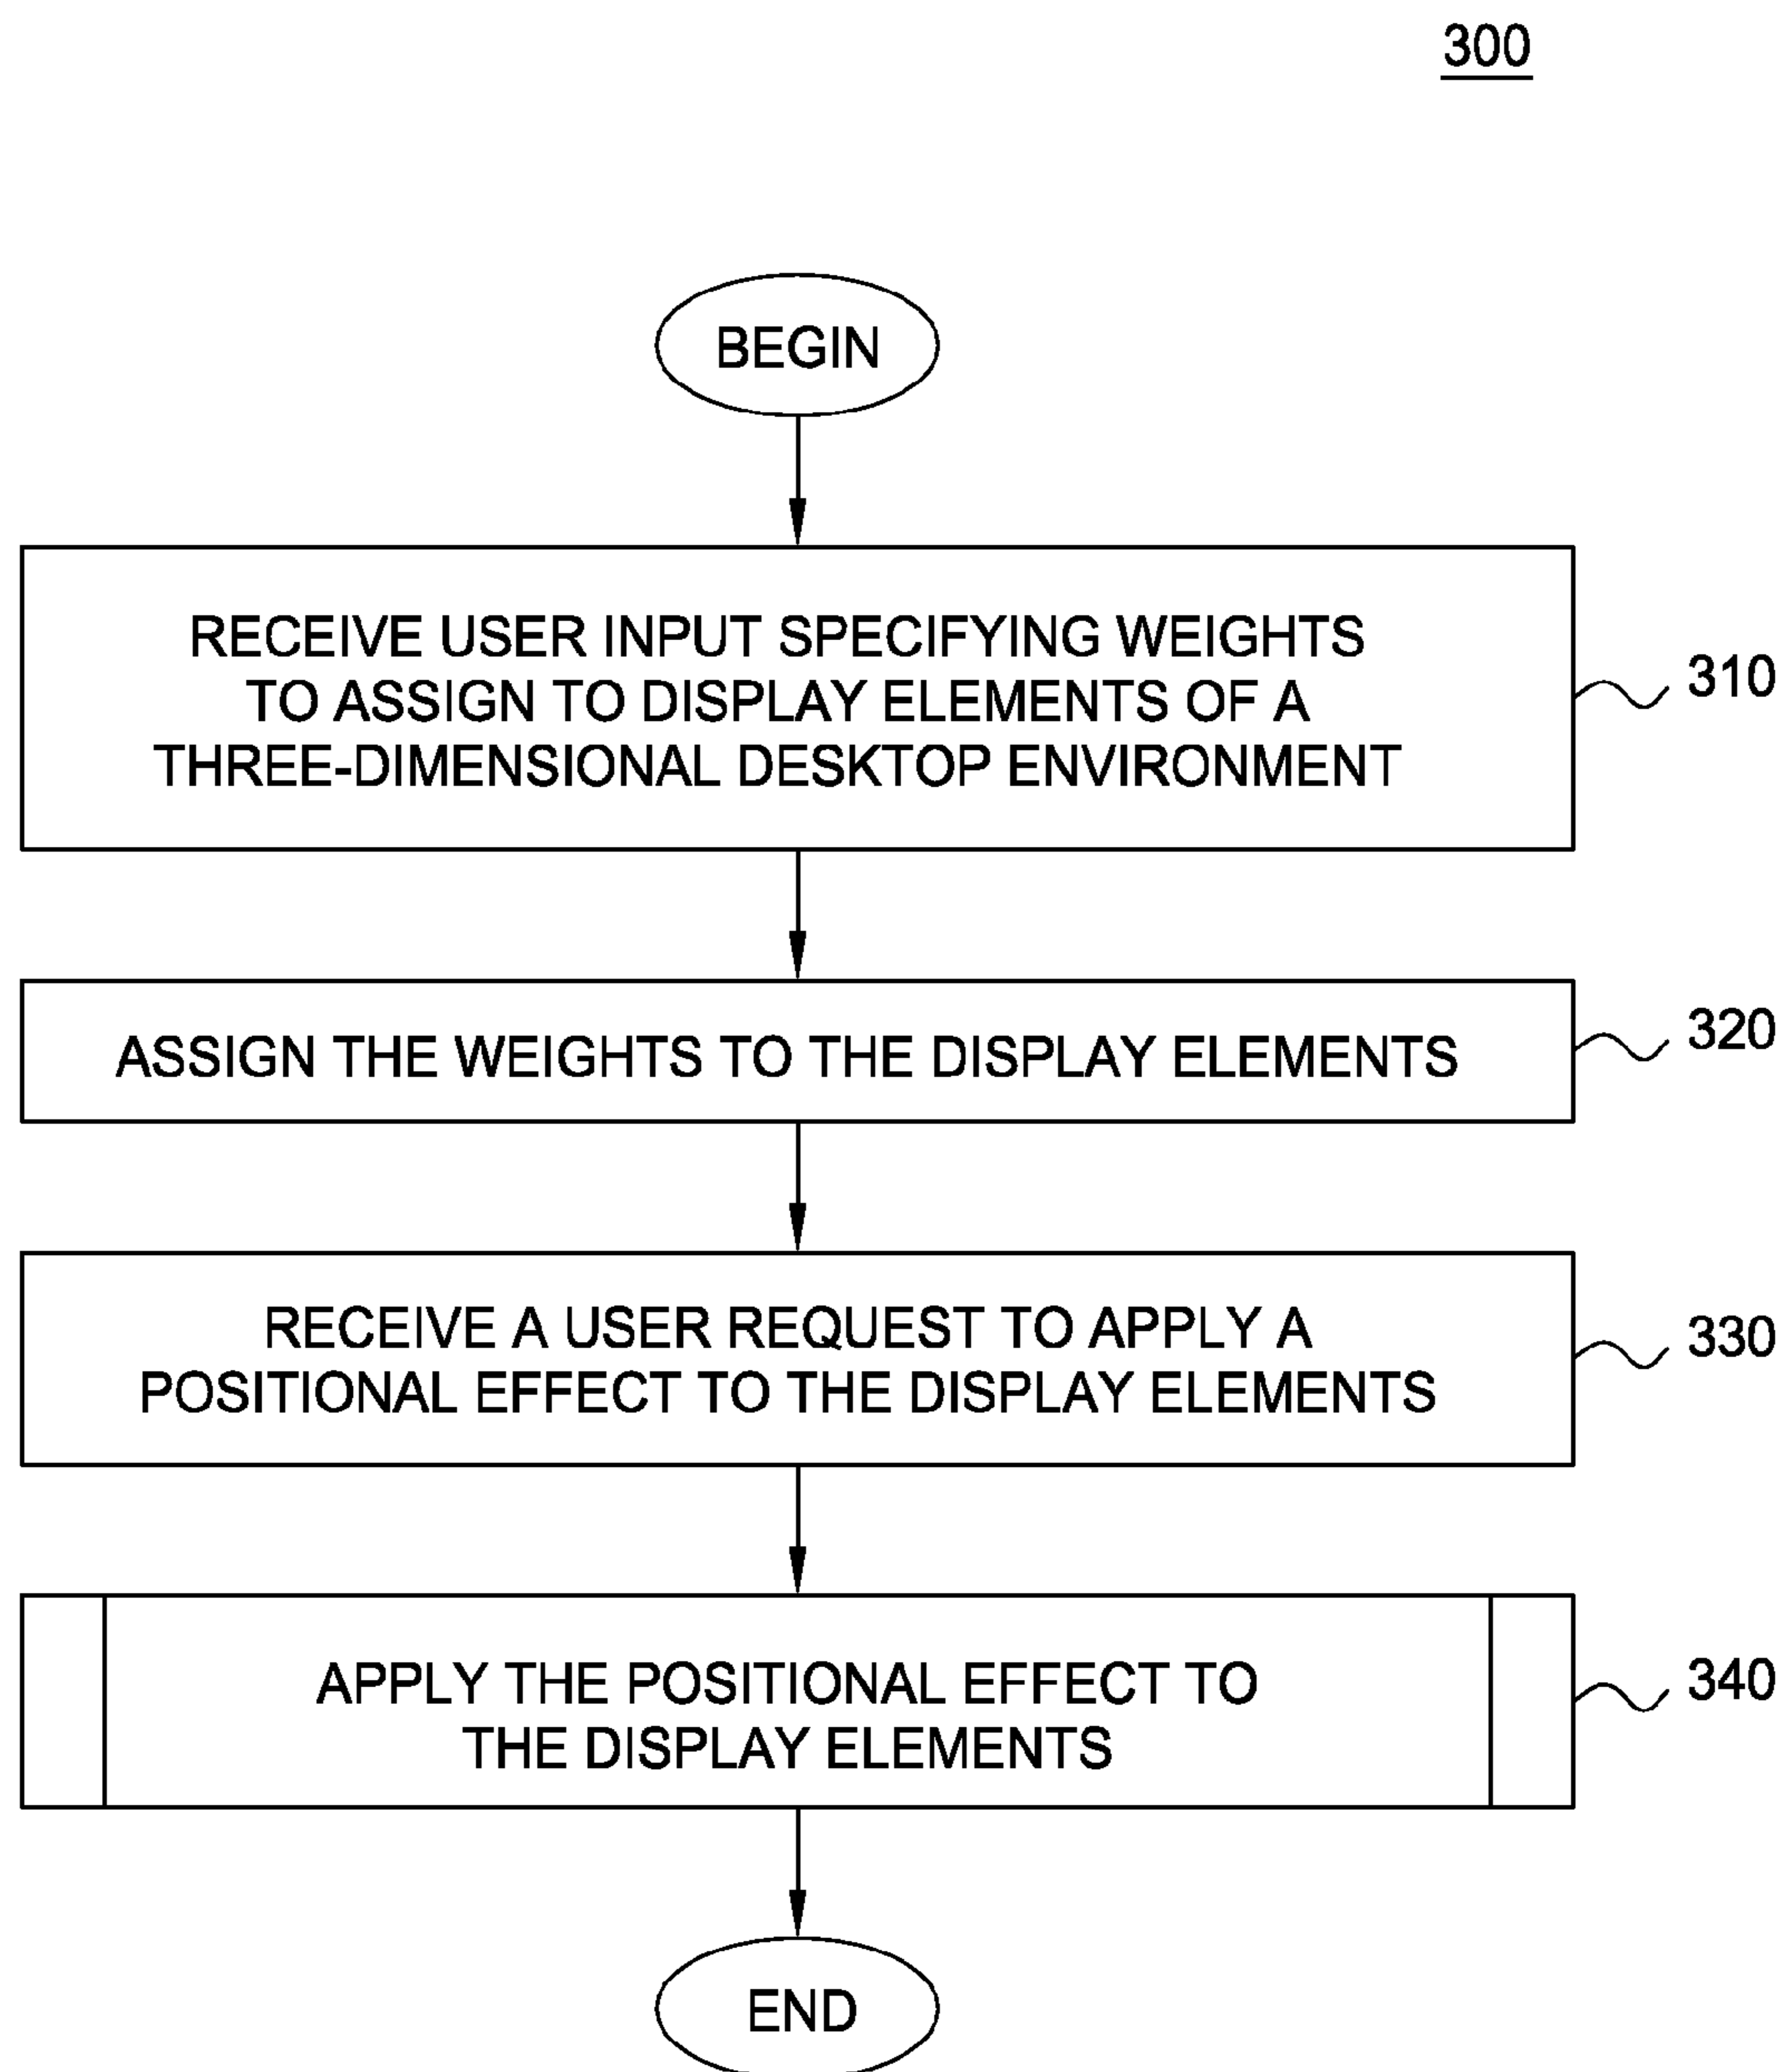 300
BEGIN
RECEIVE USER INPUT SPECIFYING WEIGHTS
TO ASSIGN TO DISPLAY ELEMENTS OF A
THREE-DIMENSIONAL DESKTOP ENVIRONMENT
310
ASSIGN THE WEIGHTS TO THE DISPLAY ELEMENTS
320
RECEIVE A USER REQUEST TO APPLY A
POSITIONAL EFFECT TO THE DISPLAY ELEMENTS
330
APPLY THE POSITIONAL EFFECT TO
THE DISPLAY ELEMENTS
340
END